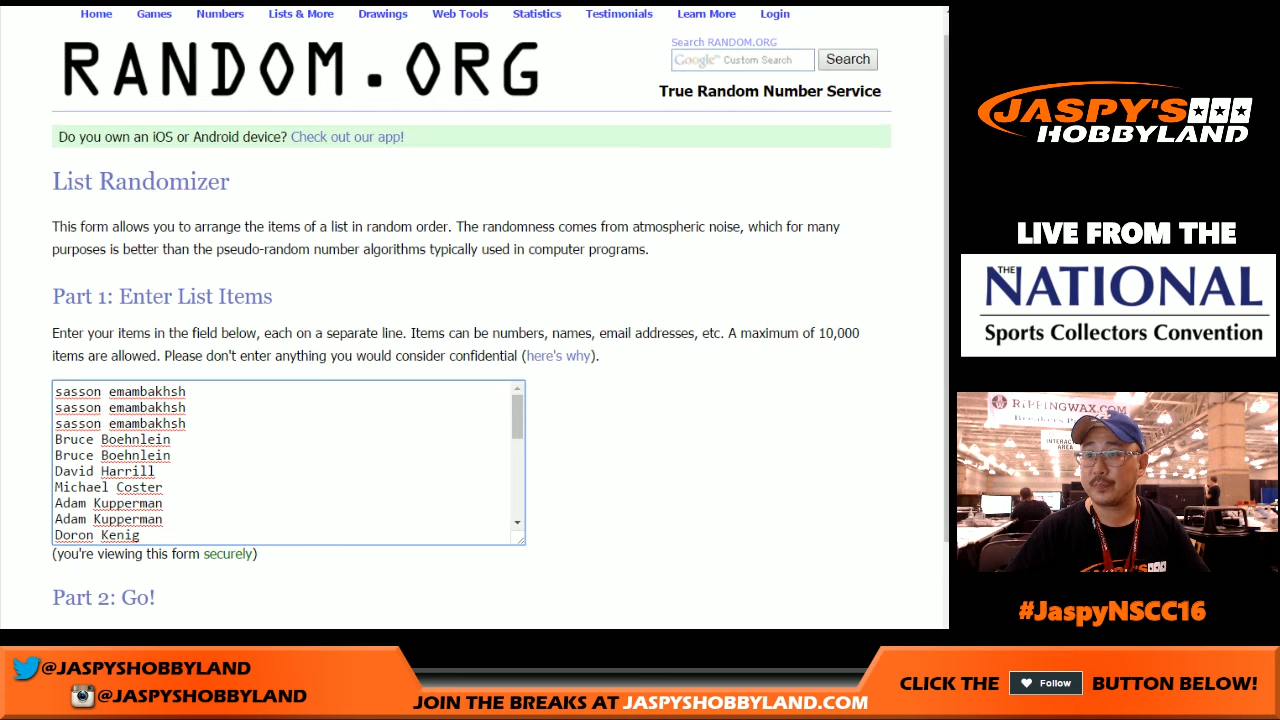 Home Games Numbers Lists & More Drawings Web Tools Statistics Testimonials Learn More Login
RANDOM.ORG
Search RANDOM.ORG
Google™ Custom Search Search
True Random Number Service
Do you own an iOS or Android device? Check out our app!
List Randomizer
This form allows you to arrange the items of a list in random order. The randomness comes from atmospheric noise, which for many
purposes is better than the pseudo-random number algorithms typically used in computer programs.
Part 1: Enter List Items
Enter your items in the field below, each on a separate line. Items can be numbers, names, email addresses, etc. A maximum of 10,000
items are allowed. Please don't enter anything you would consider confidential (here's why).
sasson emambakhsh
sasson emambakhsh
sasson emambakhsh
Bruce Boehnlein
Bruce Boehnlein
David Harrill
Michael Coster
Adam Kupperman
Adam Kupperman
Doron Kenig
(you're viewing this form securely)
Part 2: Go!
JASPY'S
HOBBYLAND
LIVE FROM THE
THE NATIONAL
Sports Collectors Convention
RIPPINGWAX.COM
INTERACTIVE
AREA
#JaspyNSCC16
@JASPYSHOBBYLAND
@JASPYSHOBBYLAND
JOIN THE BREAKS AT JASPYSHOBBYLAND.COM
CLICK THE Follow BUTTON BELOW!